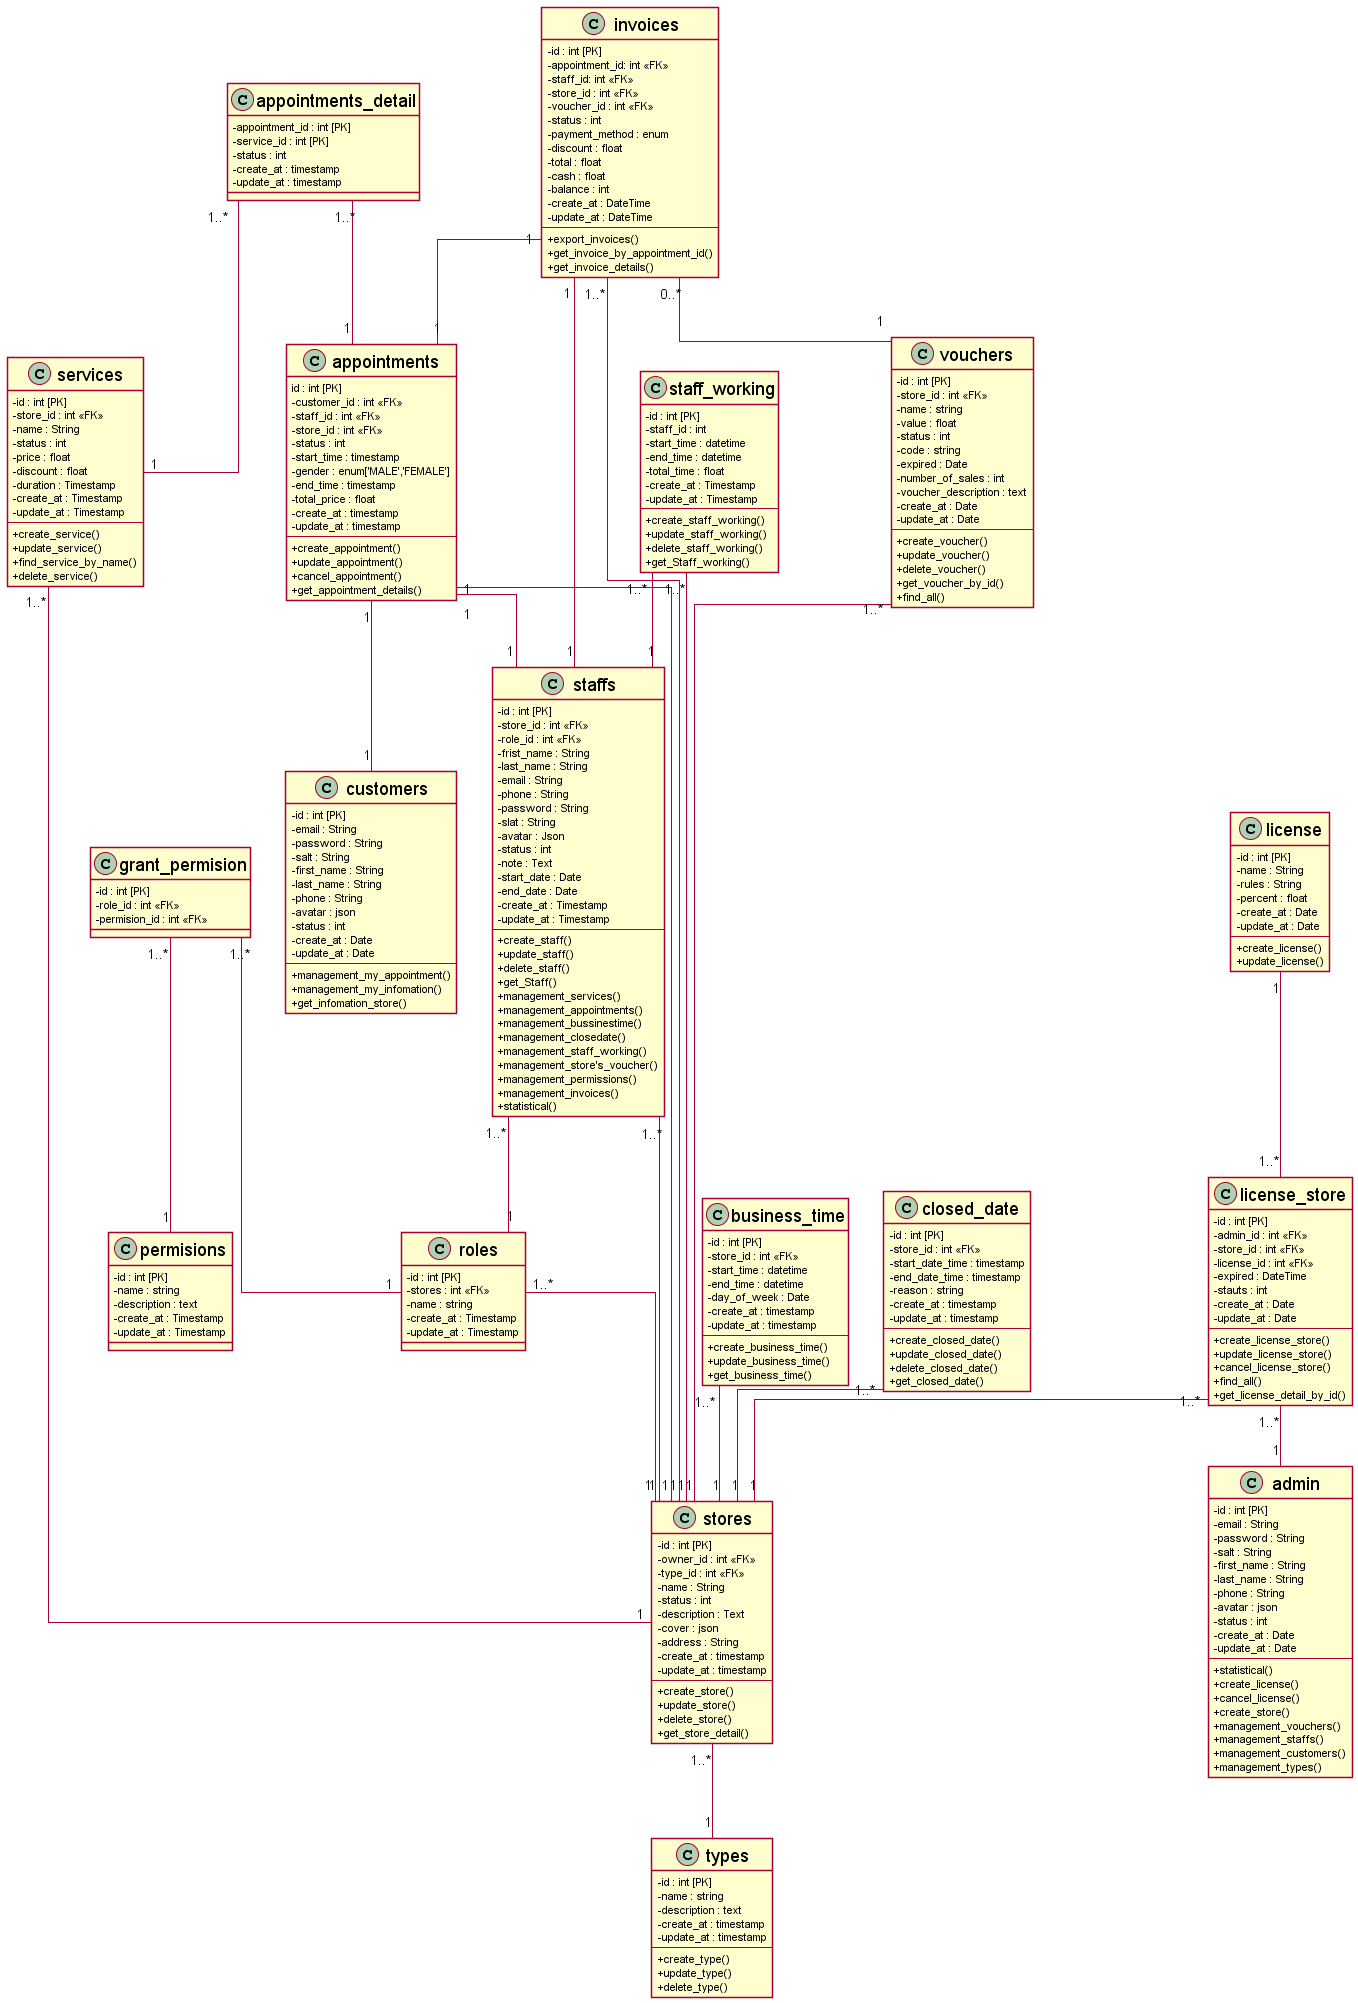 C invoices
-id : int [PK]
-appointment_id: int «FK»
-staff_id: int «FK»
-store_id : int «FK»
-voucher_id : int «FK»
-status : int
-payment_method : enum
-discount : float
-total : float
-cash : float
-balance : int
-create_at : DateTime
-update_at : DateTime
+export_invoices()
+get_invoice_by_appointment_id()
+get_invoice_details()
C appointments_detail
-appointment_id : int [PK]
-service_id : int [PK]
-status : int
-create_at : timestamp
-update_at : timestamp
1..*
1..*
1
1
1..*
0..*
1
1
1
C services
-id : int [PK]
-store_id : int «FK»
-name : String
-status : int
-price : float
-discount : float
-duration : Timestamp
-create_at : Timestamp
-update_at : Timestamp
+create_service()
+update_service()
+find_service_by_name()
+delete_service()
1
1..*
C appointments
id : int [PK]
-customer_id : int «FK»
-staff_id : int «FK»
-store_id : int «FK»
-status : int
-start_time : timestamp
-gender : enum['MALE','FEMALE']
-end_time : timestamp
-total_price : float
-create_at : timestamp
-update_at : timestamp
+create_appointment()
+update_appointment()
+cancel_appointment()
+get_appointment_details()
1
1
1
C staff_working
-id : int [PK]
-staff_id : int
-start_time : datetime
-end_time : datetime
-total_time : float
-create_at : Timestamp
-update_at : Timestamp
+create_staff_working()
+update_staff_working()
+delete_staff_working()
+get_Staff_working()
1..*
1..*
C vouchers
-id : int [PK]
-store_id : int «FK»
-name : string
-value : float
-status : int
-code : string
-expired : Date
-number_of_sales : int
-voucher_description : text
-create_at : Date
-update_at : Date
+create_voucher()
+update_voucher()
+delete_voucher()
+get_voucher_by_id()
+find_all()
1..*
1
1
1
C staffs
-id : int [PK]
-store_id : int «FK»
-role_id : int «FK»
-frist_name : String
-last_name : String
-email : String
-phone : String
-password : String
-slat : String
-avatar : Json
-status : int
-note : Text
-start_date : Date
-end_date : Date
-create_at : Timestamp
-update_at : Timestamp
+create_staff()
+update_staff()
+delete_staff()
+get_Staff()
+management_services()
+management_appointments()
+management_bussinestime()
+management_closedate()
+management_staff_working()
+management_store's_voucher()
+management_permissions()
+management_invoices()
+statistical()
1..*
1..*
1
C customers
-id : int [PK]
-email : String
-password : String
-salt : String
-first_name : String
-last_name : String
-phone : String
-avatar : json
-status : int
-create_at : Date
-update_at : Date
+management_my_appointment()
+management_my_infomation()
+get_infomation_store()
C grant_permision
-id : int [PK]
-role_id : int «FK»
-permision_id : int «FK»
1..*
1..*
C license
-id : int [PK]
-name : String
-rules : String
-percent : float
-create_at : Date
-update_at : Date
+create_license()
+update_license()
1
1..*
1
C permisions
-id : int [PK]
-name : string
-description : text
-create_at : Timestamp
-update_at : Timestamp
1
1
C roles
-id : int [PK]
-stores : int «FK»
-name : string
-create_at : Timestamp
-update_at : Timestamp
1..*
C business_time
-id : int [PK]
-store_id : int «FK»
-start_time : datetime
-end_time : datetime
-day_of_week : Date
-create_at : timestamp
-update_at : timestamp
+create_business_time()
+update_business_time()
+get_business_time()
1..*
C closed_date
-id : int [PK]
-store_id : int «FK»
-start_date_time : timestamp
-end_date_time : timestamp
-reason : string
-create_at : timestamp
-update_at : timestamp
+create_closed_date()
+update_closed_date()
+delete_closed_date()
+get_closed_date()
1..*
C license_store
-id : int [PK]
-admin_id : int «FK»
-store_id : int «FK»
-license_id : int «FK»
-expired : DateTime
-stauts : int
-create_at : Date
-update_at : Date
+create_license_store()
+update_license_store()
+cancel_license_store()
+find_all()
+get_license_detail_by_id()
1..*
1..*
1
1
1
1
1
1
1
1
1
1
1
C stores
-id : int [PK]
-owner_id : int «FK»
-type_id : int «FK»
-name : String
-status : int
-description : Text
-cover : json
-address : String
-create_at : timestamp
-update_at : timestamp
+create_store()
+update_store()
+delete_store()
+get_store_detail()
1..*
1
C admin
-id : int [PK]
-email : String
-password : String
-salt : String
-first_name : String
-last_name : String
-phone : String
-avatar : json
-status : int
-create_at : Date
-update_at : Date
+statistical()
+create_license()
+cancel_license()
+create_store()
+management_vouchers()
+management_staffs()
+management_customers()
+management_types()
C types
-id : int [PK]
-name : string
-description : text
-create_at : timestamp
-update_at : timestamp
+create_type()
+update_type()
+delete_type()